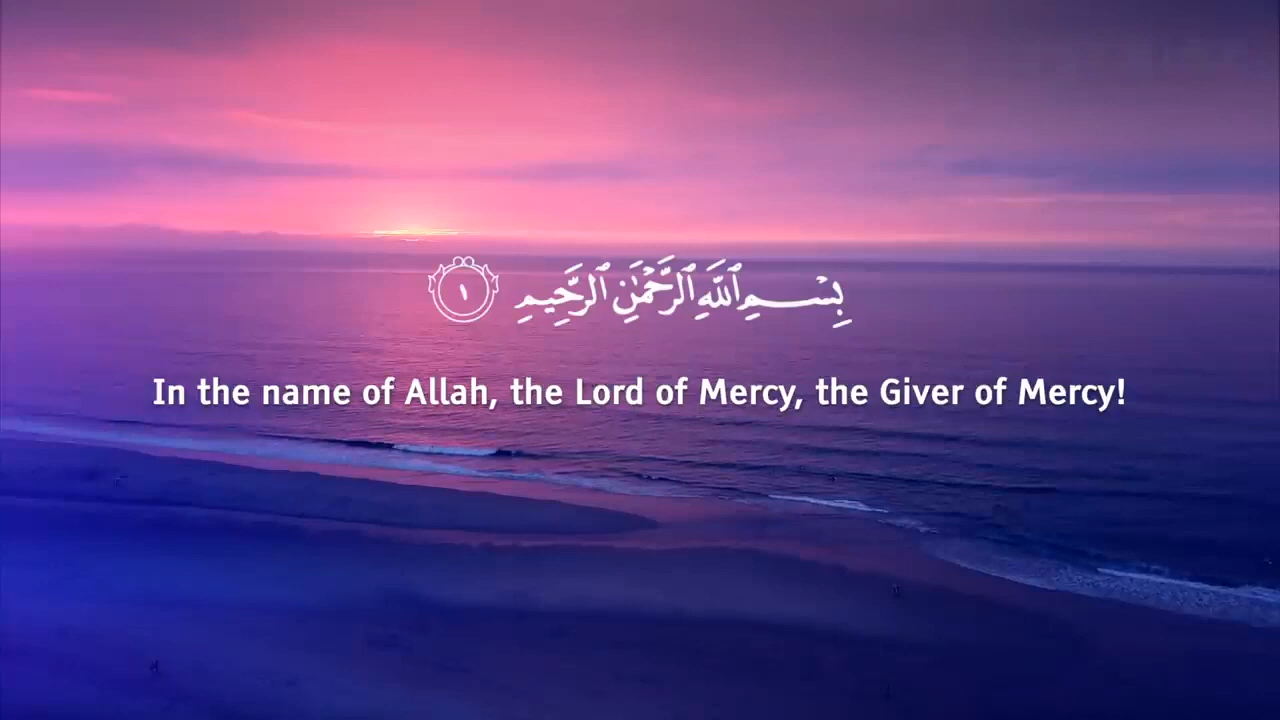 بِسْمِ ٱللَّهِ ٱلرَّحْمَٰنِ ٱلرَّحِيمِ ١
In the name of Allah, the Lord of Mercy, the Giver of Mercy!